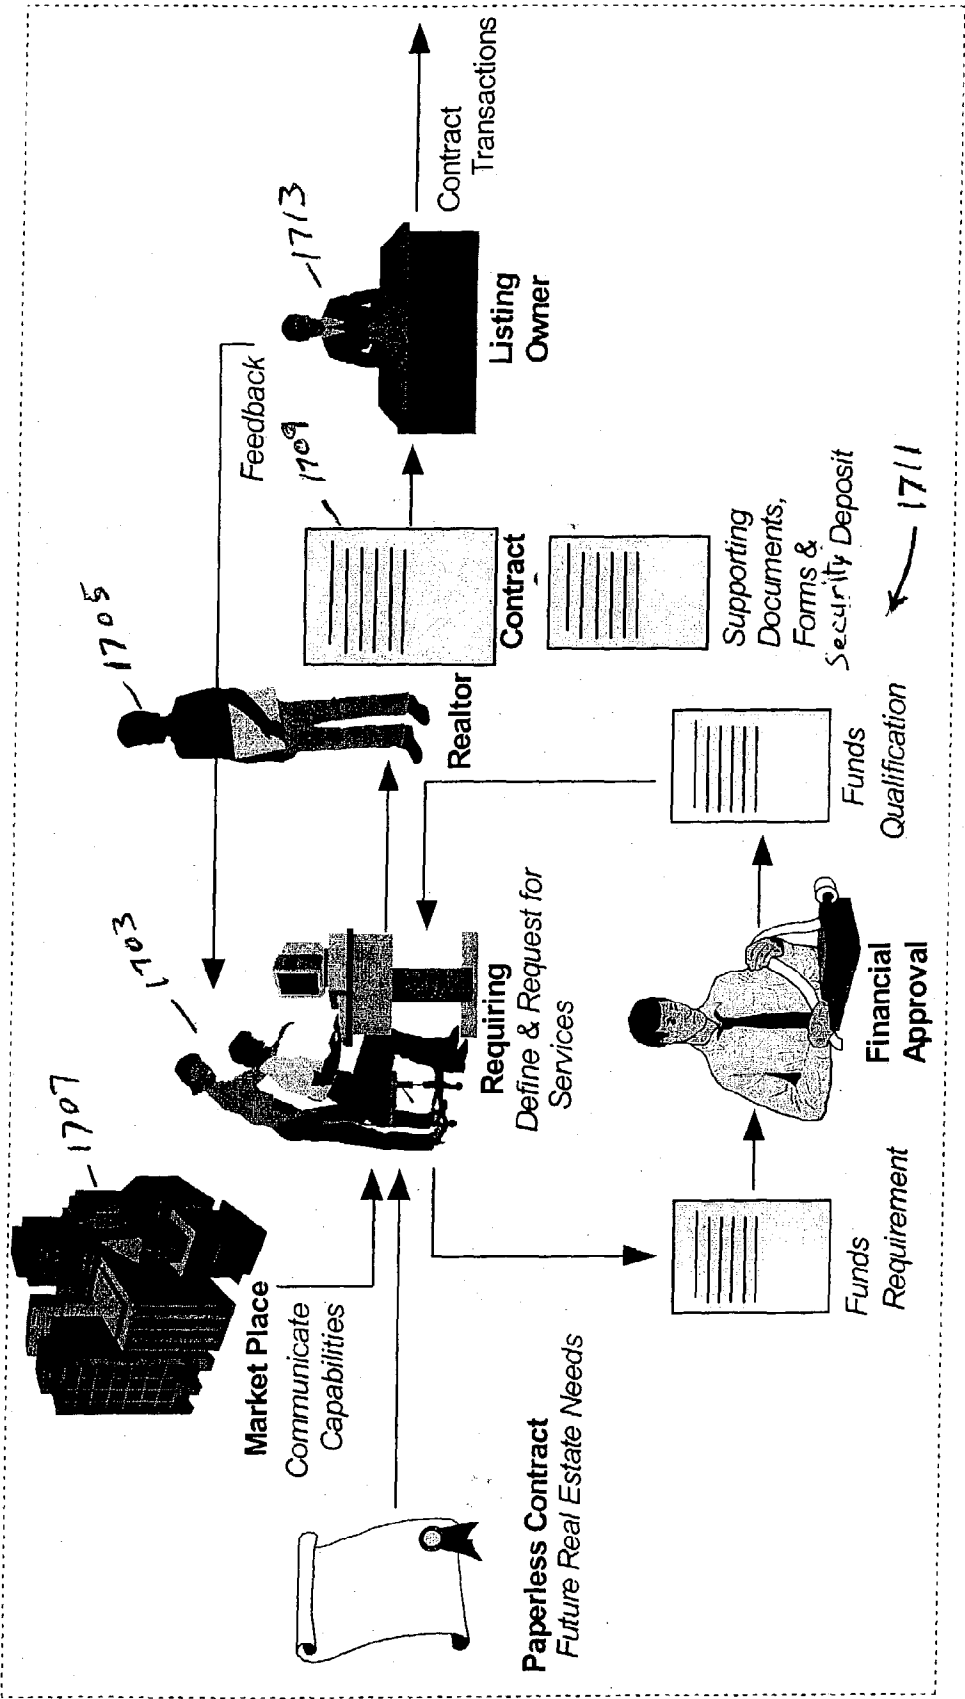 1707
Market Place
Communicate
Capabilities
Paperless Contract
Future Real Estate Needs
1703
Requiring
Define & Request for
Services
Funds
Requirement
Financial
Approval
Funds
Qualification
1705
Realtor
Feedback
1709
Contract
Supporting
Documents,
Forms &
Security Deposit
1711
1713
Listing
Owner
Contract
Transactions